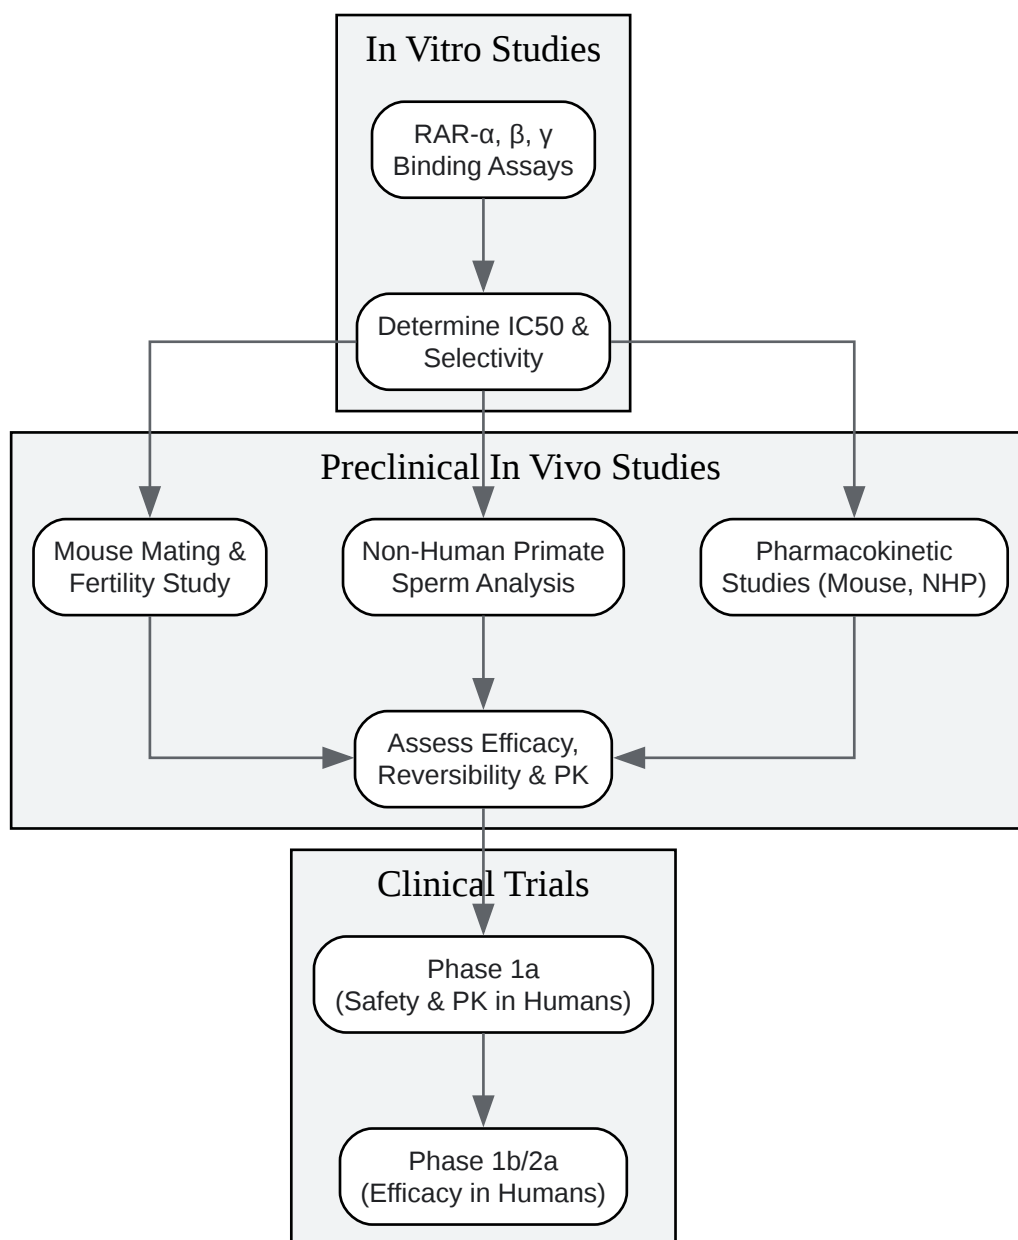 In Vitro Studies
RAR-α, β, γ
Binding Assays
Determine IC50 &
Selectivity
Preclinical In Vivo Studies
Mouse Mating &
Fertility Study
Non-Human Primate
Sperm Analysis
Pharmacokinetic
Studies (Mouse, NHP)
Assess Efficacy,
Reversibility & PK
Clinical Trials
Phase 1a
(Safety & PK in Humans)
Phase 1b/2a
(Efficacy in Humans)